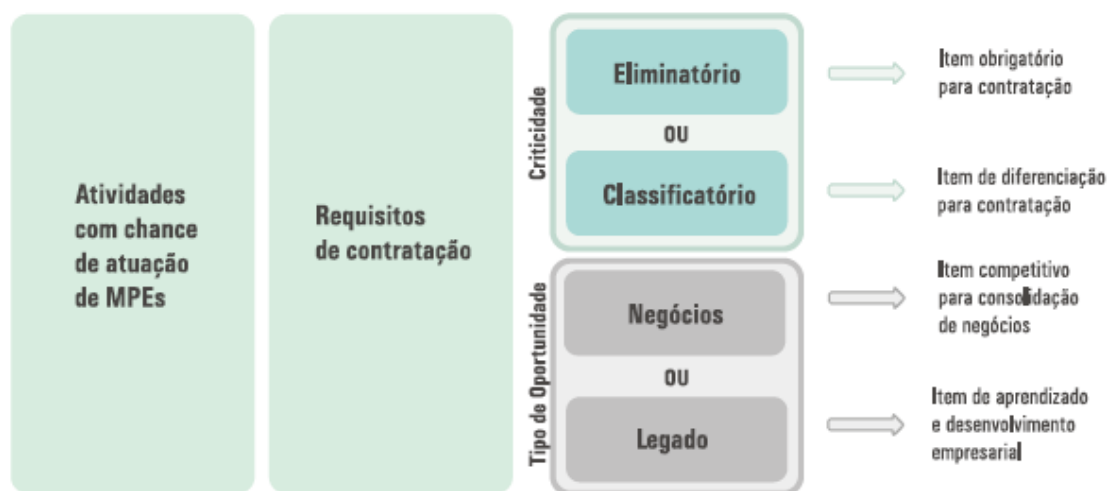 Atividades
com chance
de atuação
de MPEs
Requisitos
de contratação
Criticidade
Eliminatório
OU
Classificatório
Item obrigatório
para contratação
Item de diferenciação
para contratação
Tipo de Oportunidade
Negócios
OU
Legado
Item competitivo
para consolidação
de negócios
Item de aprendizado
e desenvolvimento
empresarial